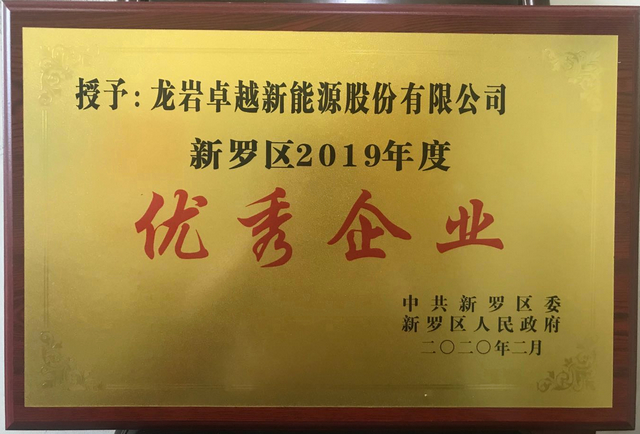 授予:龙岩卓越新能源股份有限公司
新罗区2019年度
优秀企业
中共新罗区委
新罗区人民政府
二〇二〇年二月